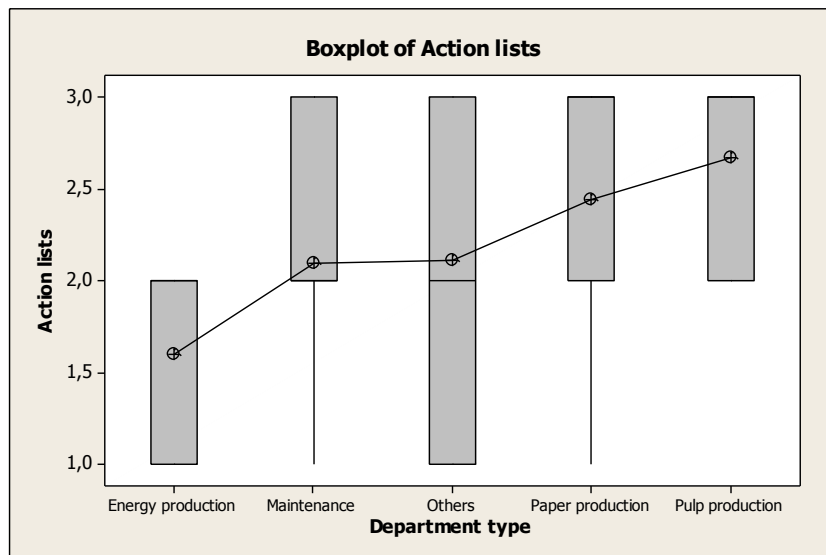 Boxplot of Action lists
3,0
2,5
2,0
1,5
1,0
Action lists
Energy production
Maintenance
Others
Paper production
Pulp production
Department type